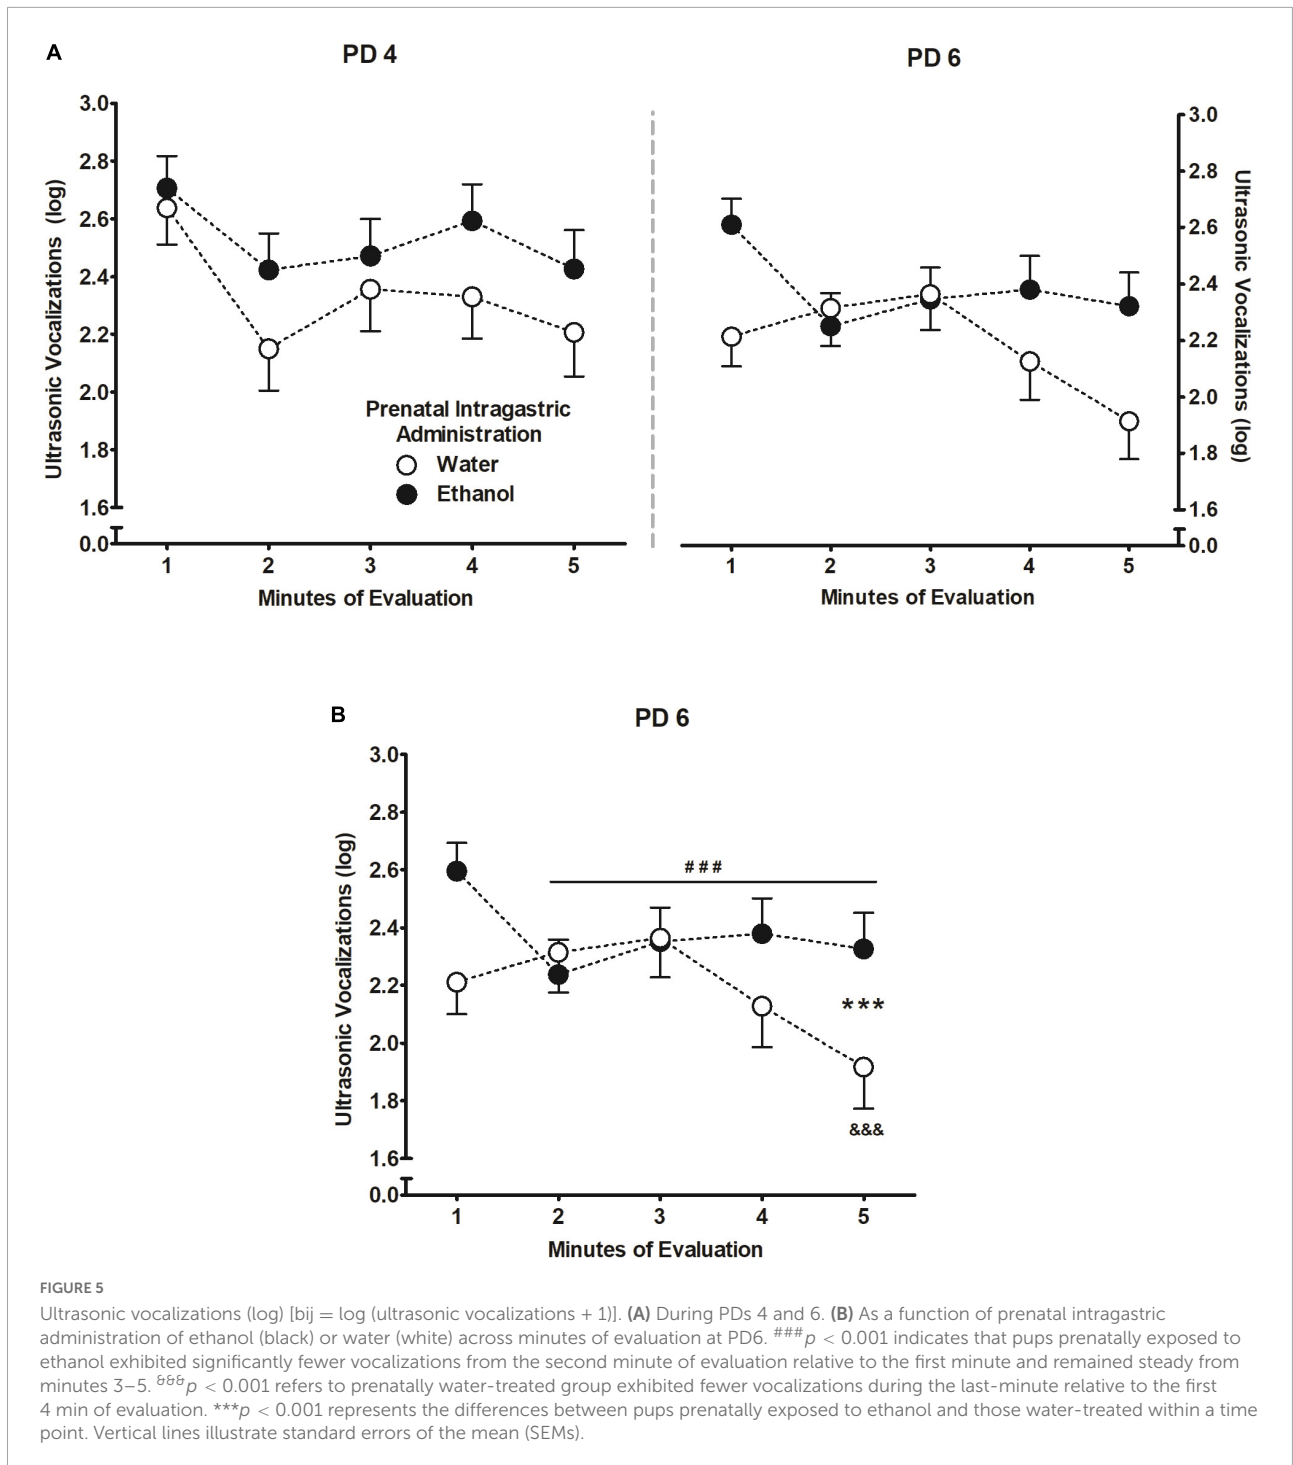 A
PD 4
PD 6
3.0
2.8
2.6
2.4
2.2
2.0
1.8
1.6
0.0
Ultrasonic Vocalizations (log)
Prenatal Intragastric
Administration
Water
Ethanol
1 2 3 4 5
Minutes of Evaluation
3.0
2.8
2.6
2.4
2.2
2.0
1.8
1.6
0.0
Ultrasonic Vocalizations (log)
1 2 3 4 5
Minutes of Evaluation
B
PD 6
3.0
2.8
2.6
2.4
2.2
2.0
1.8
1.6
0.0
Ultrasonic Vocalizations (log)
###
***
&&&
1 2 3 4 5
Minutes of Evaluation
FIGURE 5
Ultrasonic vocalizations (log) [bij = log (ultrasonic vocalizations + 1)]. (A) During PDs 4 and 6. (B) As a function of prenatal intragastric
administration of ethanol (black) or water (white) across minutes of evaluation at PD6. ###p < 0.001 indicates that pups prenatally exposed to
ethanol exhibited significantly fewer vocalizations from the second minute of evaluation relative to the first minute and remained steady from
minutes 3–5. &&&p < 0.001 refers to prenatally water-treated group exhibited fewer vocalizations during the last-minute relative to the first
4 min of evaluation. ***p < 0.001 represents the differences between pups prenatally exposed to ethanol and those water-treated within a time
point. Vertical lines illustrate standard errors of the mean (SEMs).